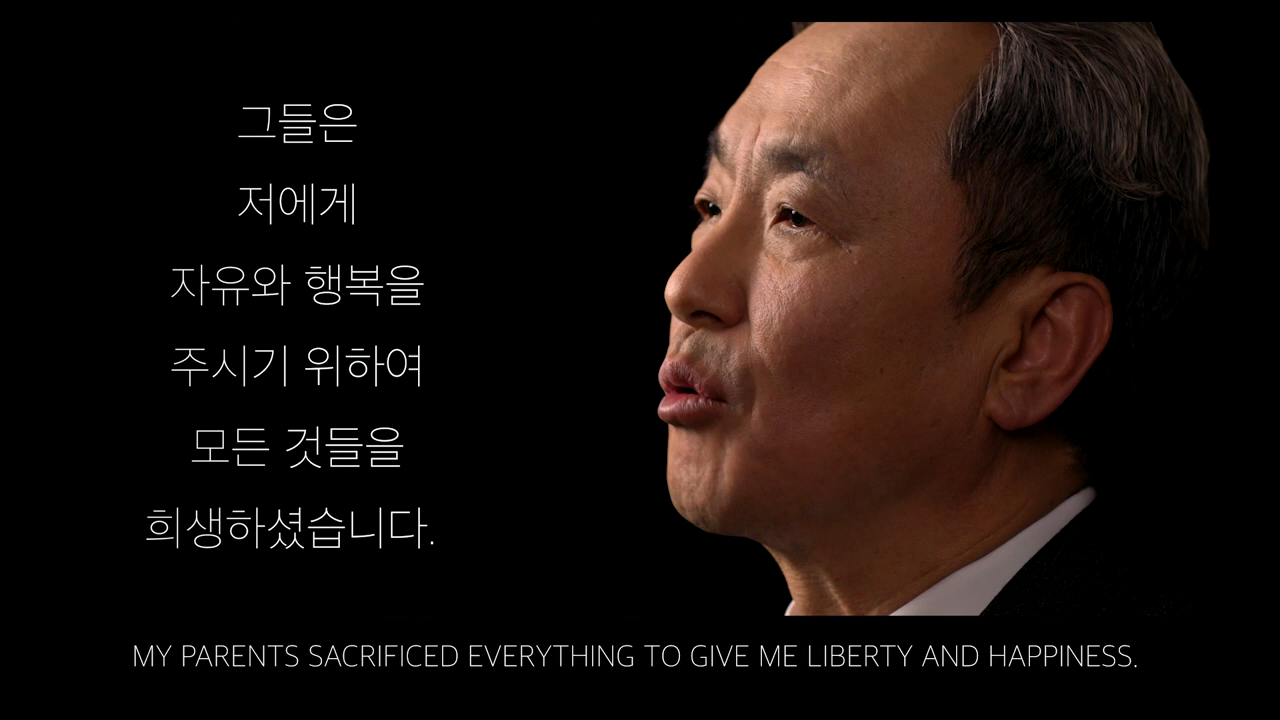 그들은
저에게
자유와 행복을
주시기 위하여
모든 것들을
희생하셨습니다.
MY PARENTS SACRIFICED EVERYTHING TO GIVE ME LIBERTY AND HAPPINESS.